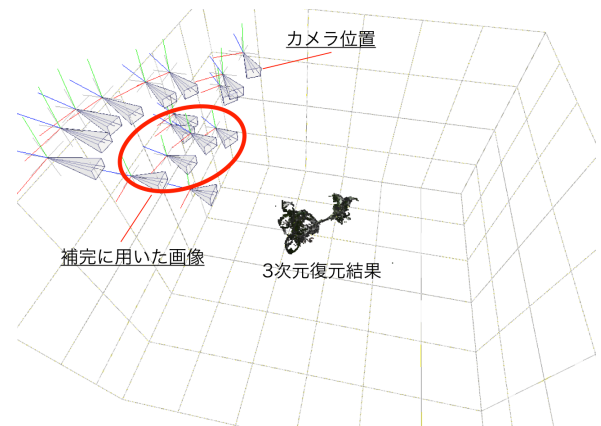 カメラ位置
補完に用いた画像
3次元復元結果